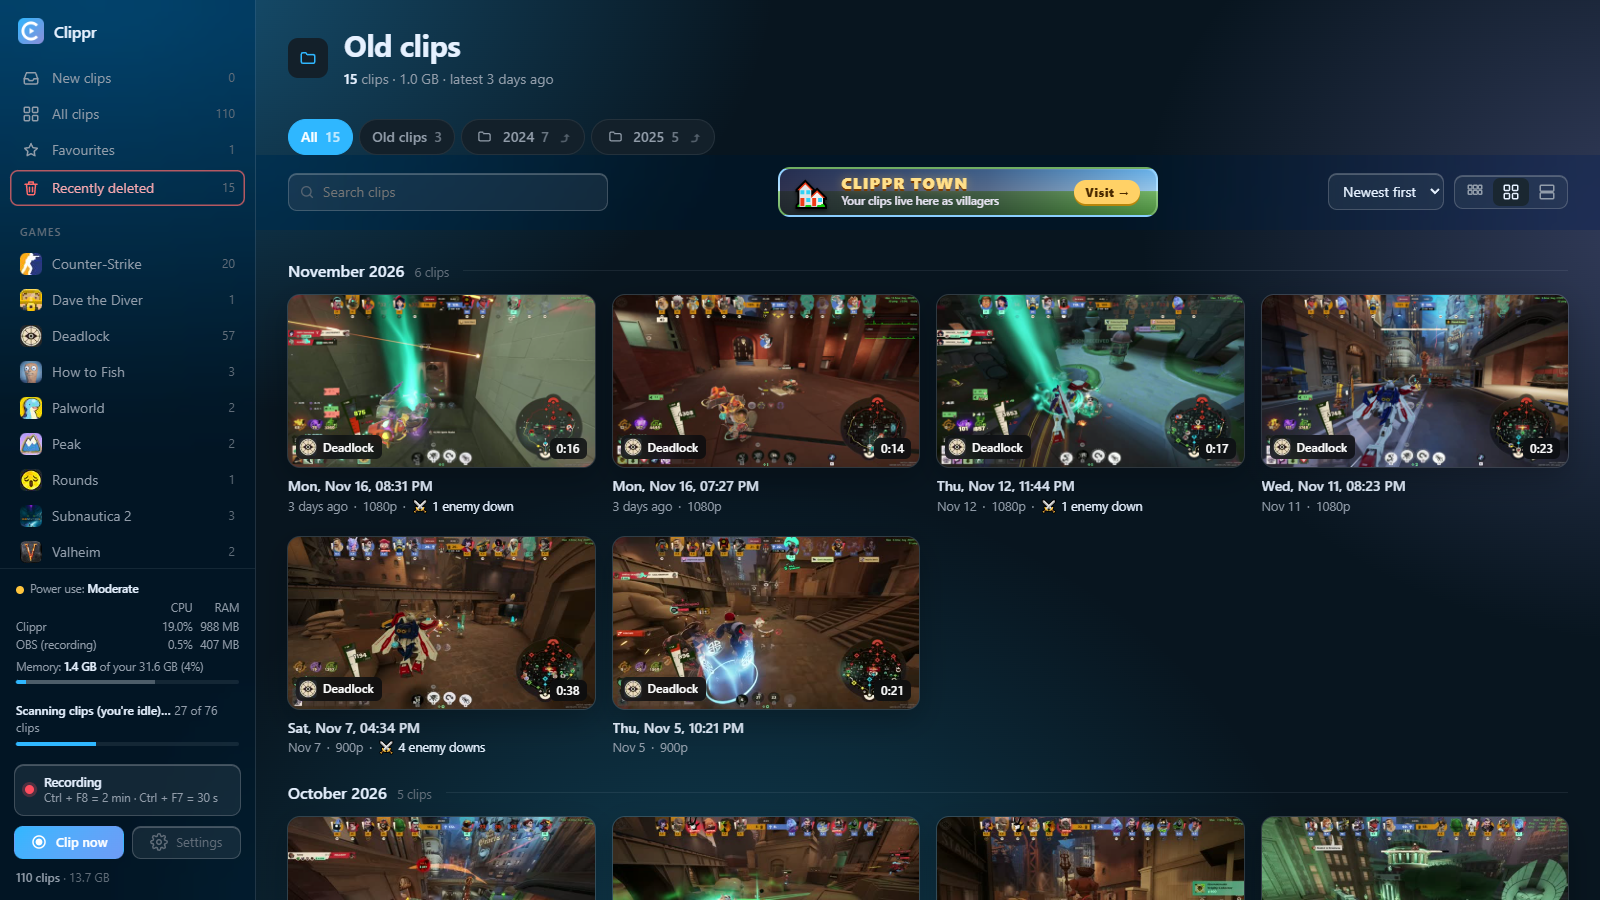 Clippr
New clips 0
All clips 110
Favourites 1
Recently deleted 15
GAMES
Counter-Strike 20
Dave the Diver 1
Deadlock 57
How to Fish 3
Palworld 2
Peak 2
Rounds 1
Subnautica 2 3
Valheim 2
Power use: Moderate
CPU RAM
Clippr 19.0% 988 MB
OBS (recording) 0.5% 407 MB
Memory: 1.4 GB of your 31.6 GB (4%)
Scanning clips (you're idle)... 27 of 76
clips
Recording
Ctrl + F8 = 2 min · Ctrl + F7 = 30 s
Clip now Settings
110 clips · 13.7 GB
Old clips
15 clips · 1.0 GB · latest 3 days ago
All 15 Old clips 3 2024 7 2025 5
Search clips
CLIPPR TOWN
Your clips live here as villagers
Visit →
Newest first
November 2026 6 clips
Deadlock 0:16
Mon, Nov 16, 08:31 PM
3 days ago · 1080p · 1 enemy down
Deadlock 0:14
Mon, Nov 16, 07:27 PM
3 days ago · 1080p
Deadlock 0:17
Thu, Nov 12, 11:44 PM
Nov 12 · 1080p · 1 enemy down
Deadlock 0:23
Wed, Nov 11, 08:23 PM
Nov 11 · 1080p
Deadlock 0:38
Sat, Nov 7, 04:34 PM
Nov 7 · 900p · 4 enemy downs
Deadlock 0:21
Thu, Nov 5, 10:21 PM
Nov 5 · 900p
October 2026 5 clips